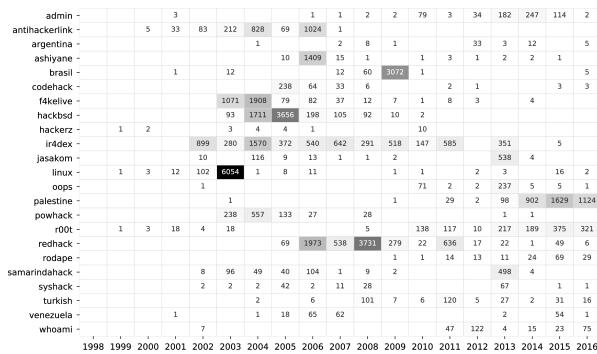 admin 3 1 1 2 2 79 3 34 182 247 114 2
antihackerlink 5 33 83 212 828 69 1024 1
argentina 1 2 8 1 33 3 12 5
ashiyane 10 1409 15 1 1 3 1 2 2 1
brasil 1 12 12 60 3072 1 5
codehack 238 64 33 6 2 1 3 3
f4kelive 1071 1908 79 82 37 12 7 1 8 3 4
hackbsd 93 1711 3656 198 105 92 10 2
hackerz 1 2 3 4 4 1 10
ir4dex 899 280 1570 372 540 642 291 518 147 585 351 5
jasakom 10 116 9 13 1 1 2 538 4
linux 1 3 12 102 6054 1 8 11 1 1 2 3 16 2
oops 1 71 2 2 237 5 5 1
palestine 1 1 29 2 98 902 1629 1124
powhack 238 557 133 27 28 1 1
r00t 1 3 18 4 18 5 138 117 10 217 189 375 321
redhack 69 1973 538 3731 279 22 636 17 22 1 49 6
rodape 1 1 14 13 11 24 69 29
samarindahack 8 96 49 40 104 1 9 2 498 4
syshack 2 2 2 42 2 11 28 67 1 1
turkish 2 6 101 7 6 120 5 27 2 31 16
venezuela 1 1 18 65 62 2 54 1
whoami 7 47 122 4 15 23 75
1998 1999 2000 2001 2002 2003 2004 2005 2006 2007 2008 2009 2010 2011 2012 2013 2014 2015 2016